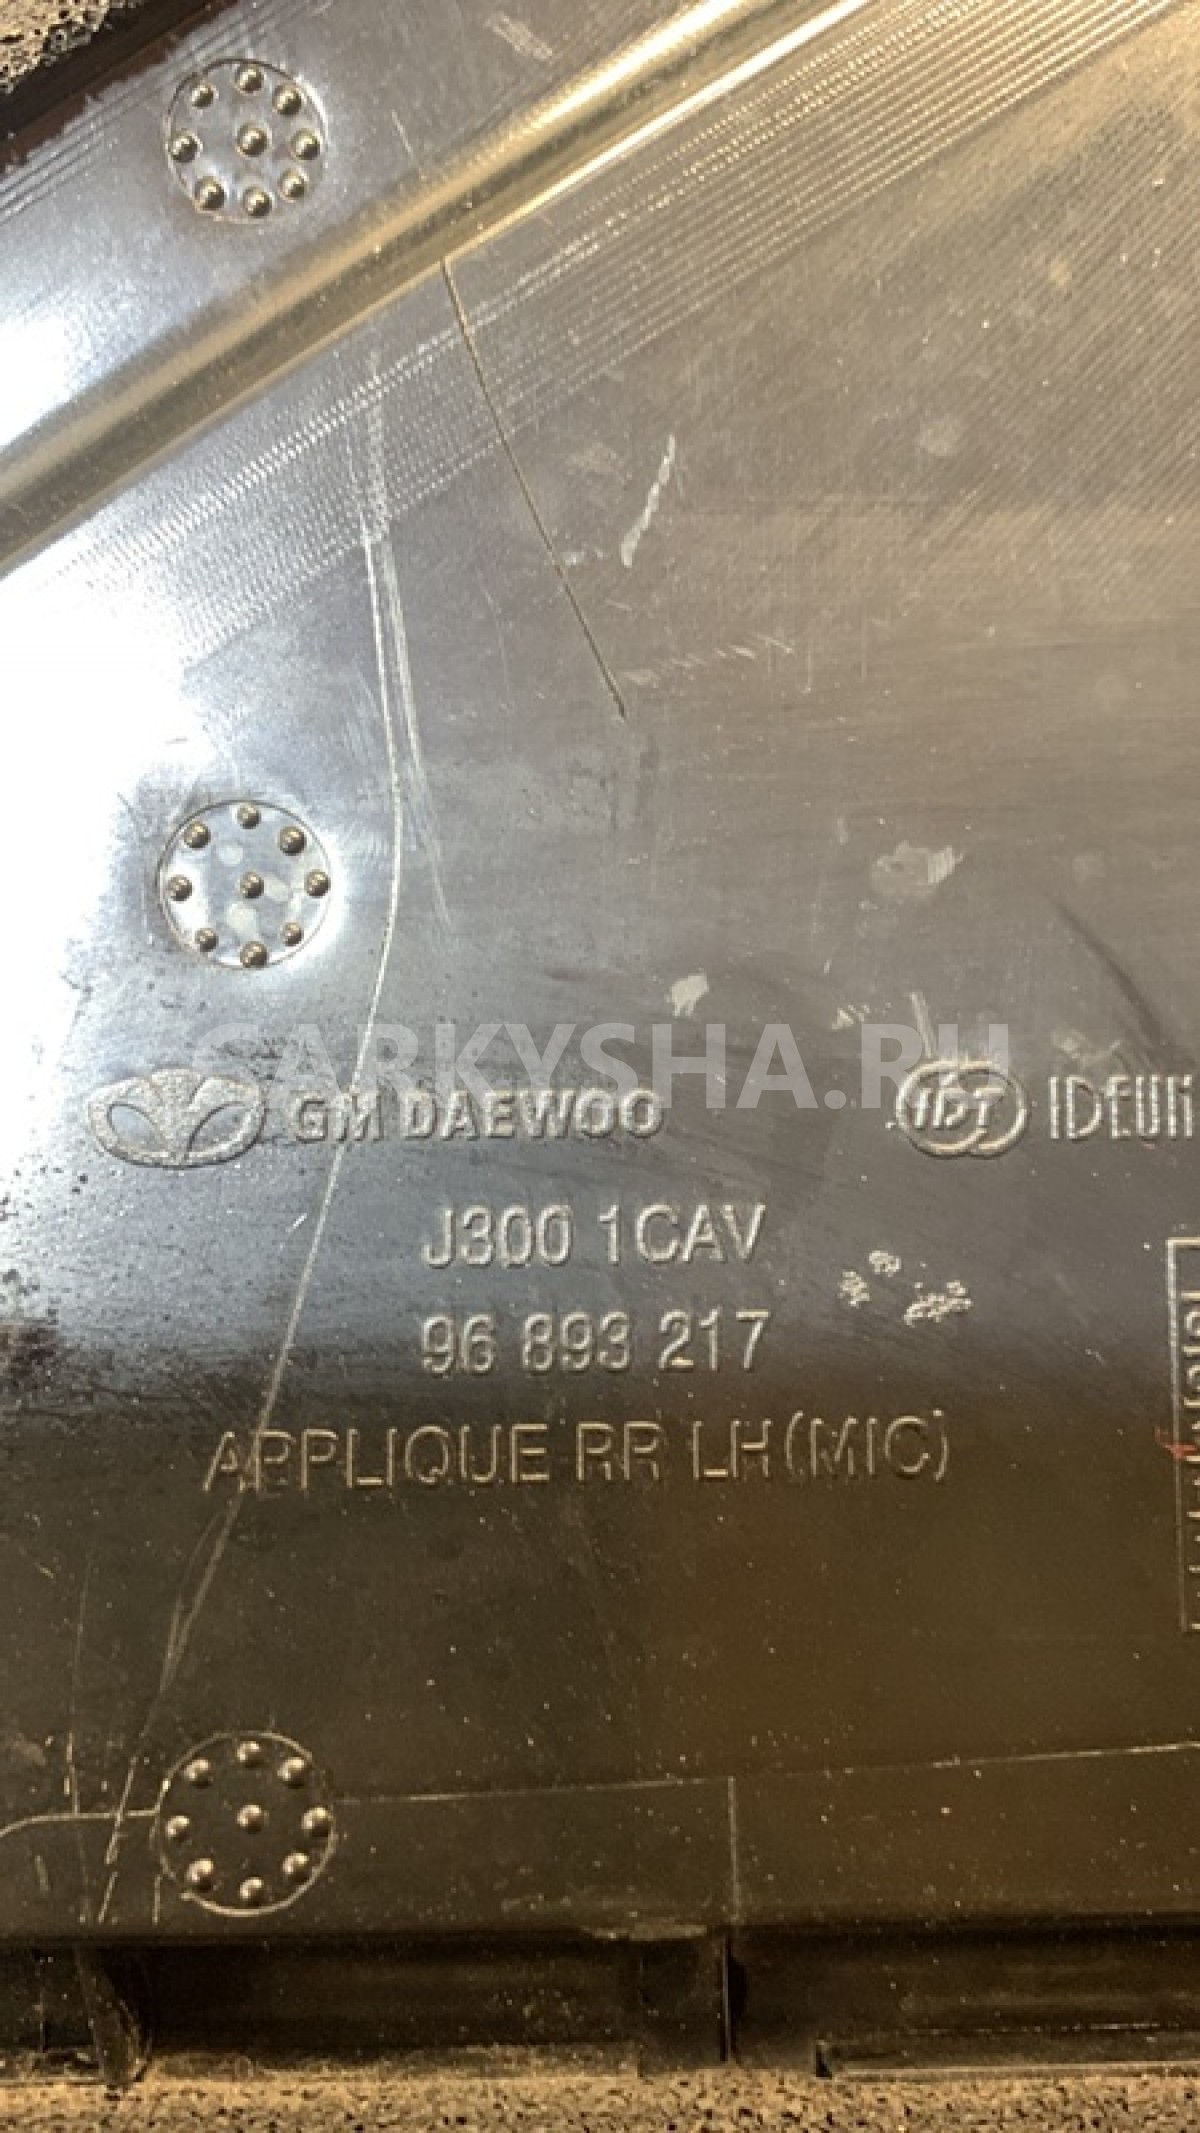 CARKYSHA.RU
GM DAEWOO
IDT
J300 1CAV
96 893 217
APPLIQUE RR LH(MIC)